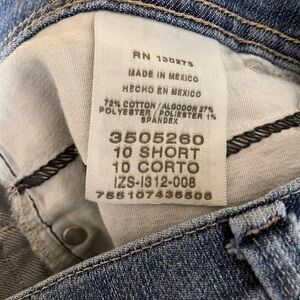 RN 130273
MADE IN MEXICO
HECHO EN MEXICO
72% COTTON/ALGODON 27%
POLYESTER / POLIESTER 1%
SPANDEX
3505260
10 SHORT
10 CORTO
IZS-I312-008
755107435506